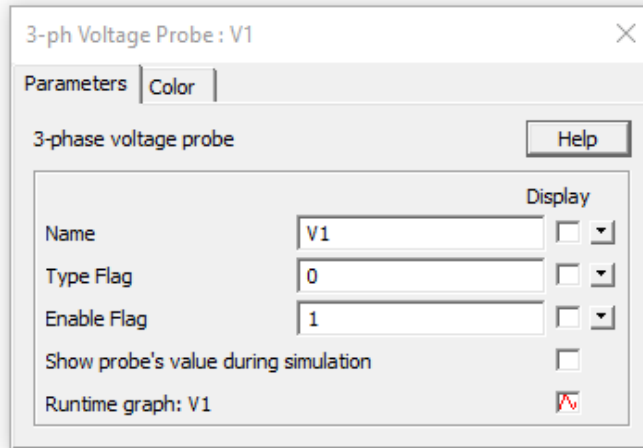 3-ph Voltage Probe : V1
Parameters Color
3-phase voltage probe Help
Display
Name V1
Type Flag 0
Enable Flag 1
Show probe's value during simulation
Runtime graph: V1